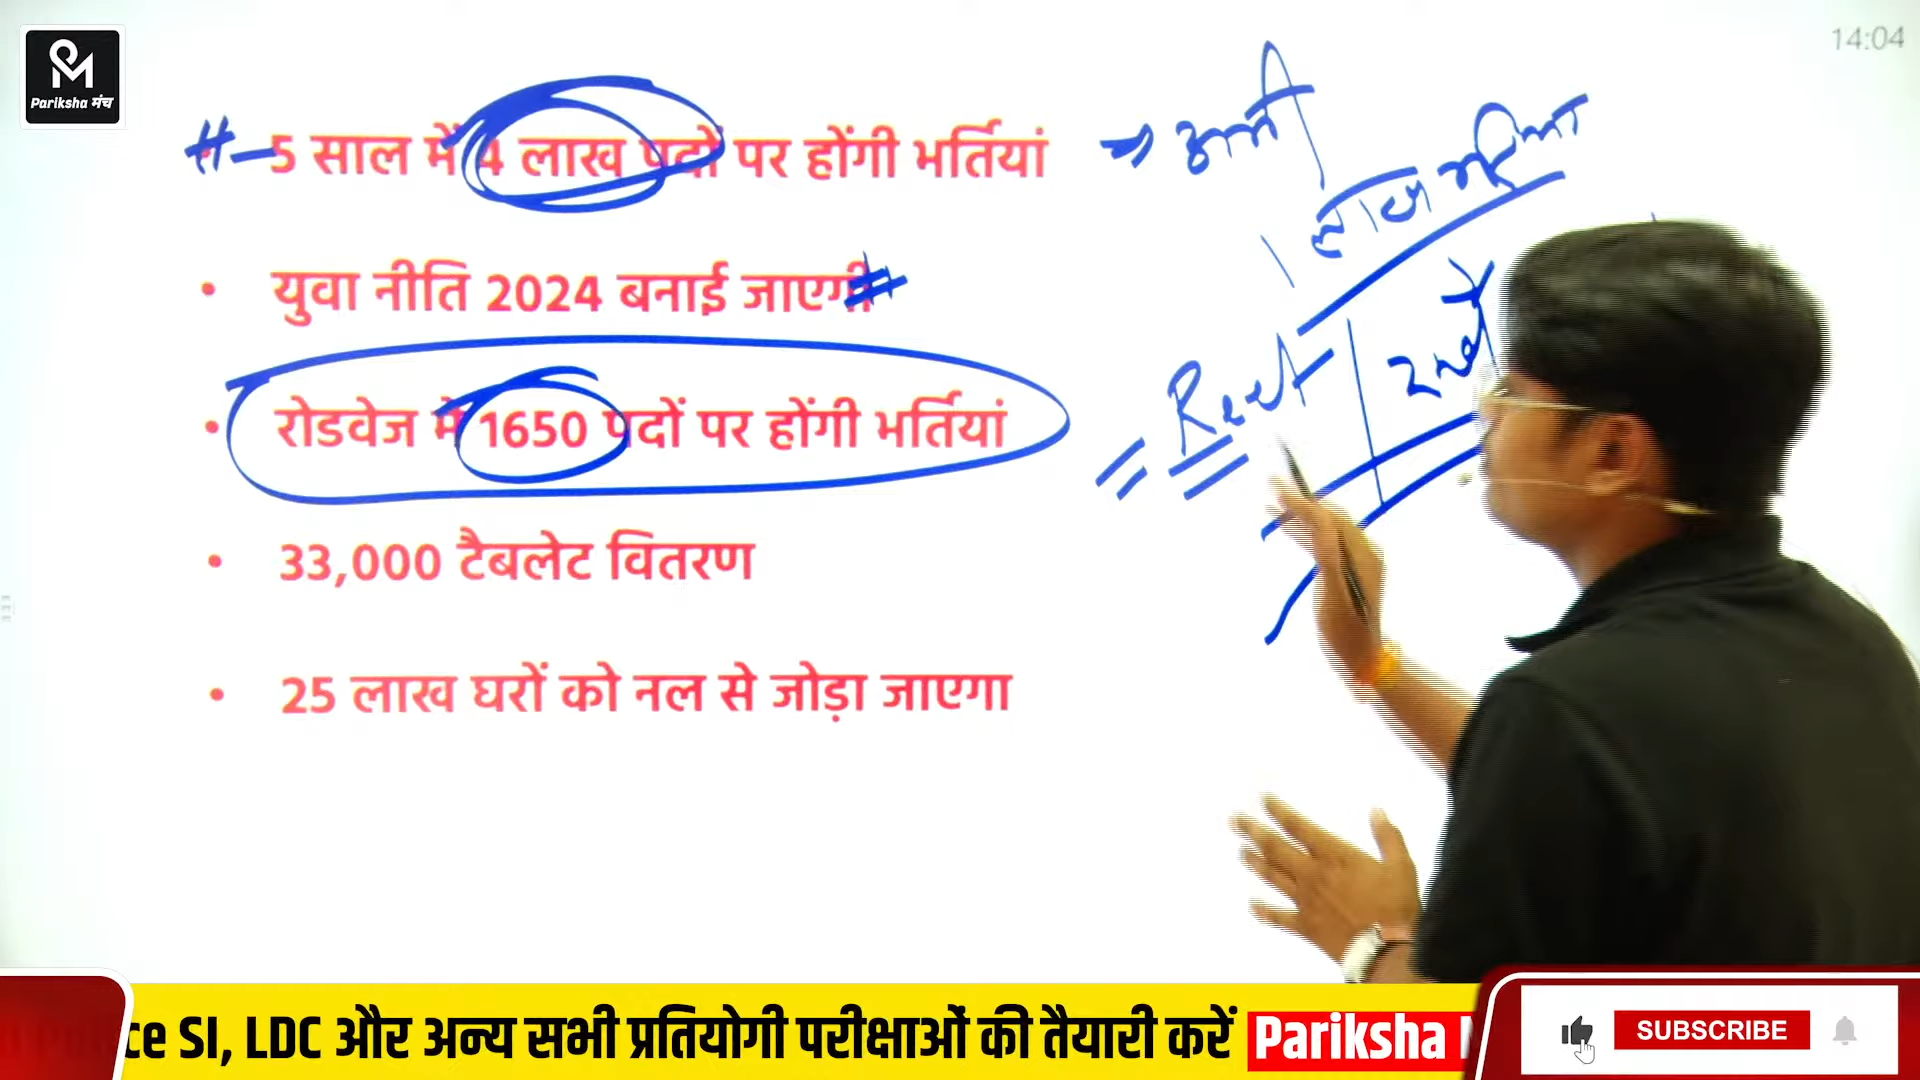 14:04
Pariksha मंच
5 साल में 4 लाख पदों पर होंगी भर्तियां
युवा नीति 2024 बनाई जाएगी
रोडवेज में 1650 पदों पर होंगी भर्तियां
33,000 टैबलेट वितरण
25 लाख घरों को नल से जोड़ा जाएगा
Reet
ce SI, LDC और अन्य सभी प्रतियोगी परीक्षाओं की तैयारी करें Pariksha
SUBSCRIBE